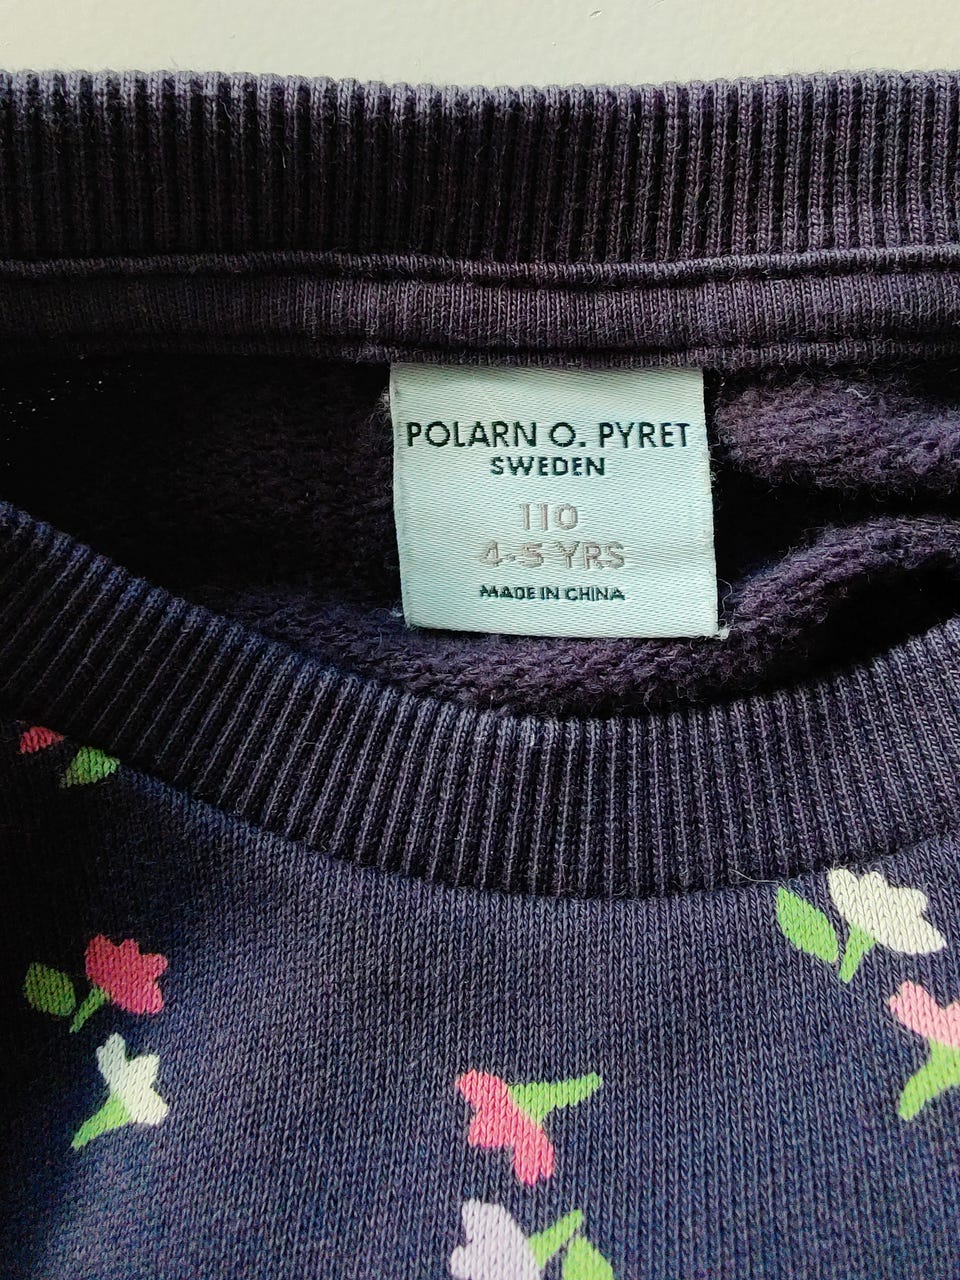 POLARN O. PYRET
SWEDEN
110
4-5 YRS
MADE IN CHINA